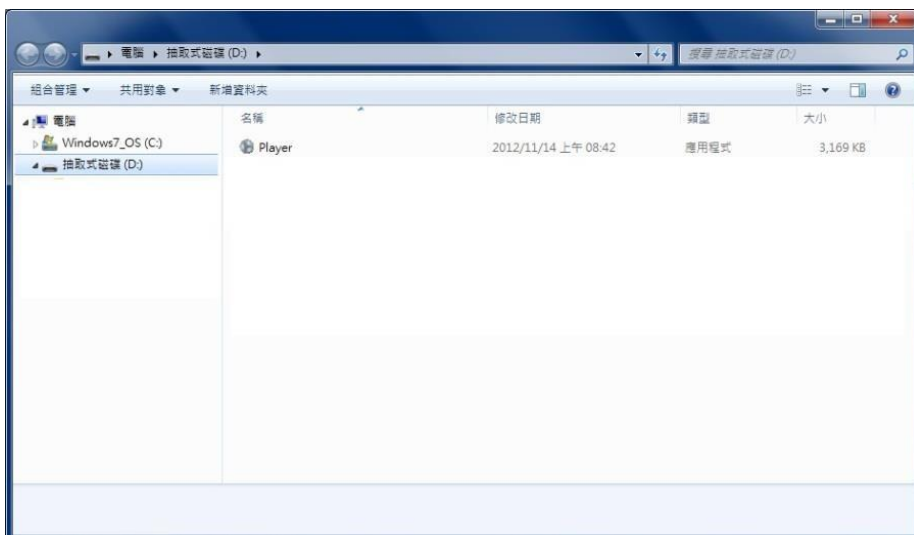 電腦 ▸ 抽取式磁碟 (D:) ▸
搜尋 抽取式磁碟 (D:)
組合管理 共用對象 新增資料夾
電腦
Windows7_OS (C:)
抽取式磁碟 (D:)
名稱 修改日期 類型 大小
Player 2012/11/14 上午 08:42 應用程式 3,169 KB